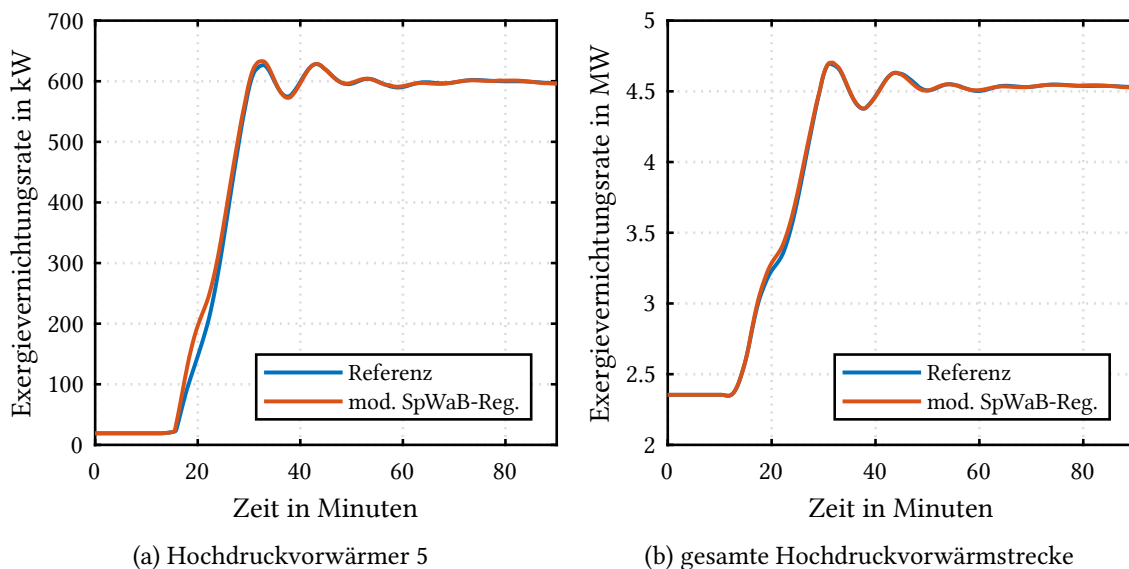 700
600
500
400
300
200
100
0
0 20 40 60 80
Exergievernichtungsrate in kW
Zeit in Minuten
Referenz
mod. SpWaB-Reg.
(a) Hochdruckvorwärmer 5
5
4.5
4
3.5
3
2.5
2
0 20 40 60 80
Exergievernichtungsrate in MW
Zeit in Minuten
Referenz
mod. SpWaB-Reg.
(b) gesamte Hochdruckvorwärmstrecke